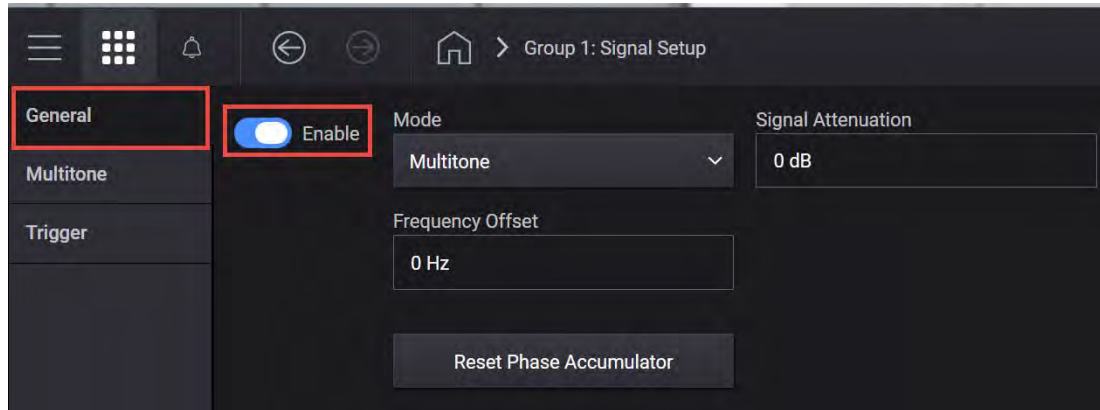 Group 1: Signal Setup
General
Multitone
Trigger
Enable
Mode
Multitone
Signal Attenuation
0 dB
Frequency Offset
0 Hz
Reset Phase Accumulator